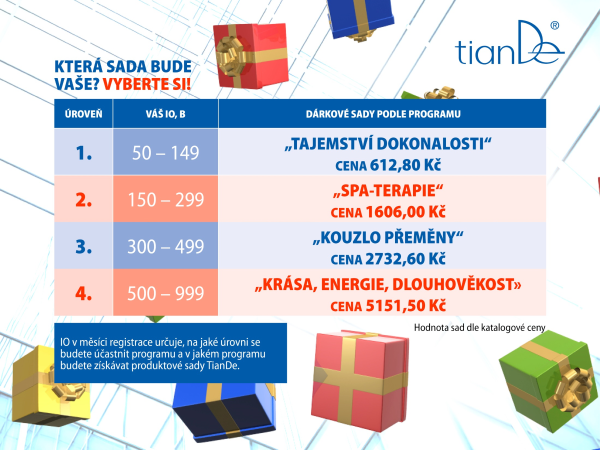 tianDe®
KTERÁ SADA BUDE
VAŠE? VYBERTE SI!
ÚROVEŇ VÁŠ IO, B DÁRKOVÉ SADY PODLE PROGRAMU
1. 50 – 149 „TAJEMSTVÍ DOKONALOSTI“
CENA 612,80 Kč
2. 150 – 299 „SPA-TERAPIE“
CENA 1606,00 Kč
3. 300 – 499 „KOUZLO PŘEMĚNY“
CENA 2732,60 Kč
4. 500 – 999 „KRÁSA, ENERGIE, DLOUHOVĚKOST»
CENA 5151,50 Kč
Hodnota sad dle katalogové ceny
IO v měsíci registrace určuje, na jaké úrovni se
budete účastnit programu a v jakém programu
budete získávat produktové sady TianDe.